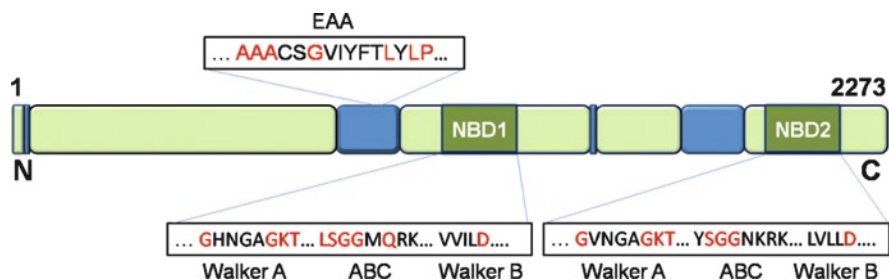 EAA
... AAACSGVIYFTLYLP...
1 2273
NBD1 NBD2
N C
... GHNGAGKT... LSGGMQRK... VVILD.... ... GVNGAGKT... YSGGNKRK... LVLLD....
Walker A ABC Walker B Walker A ABC Walker B